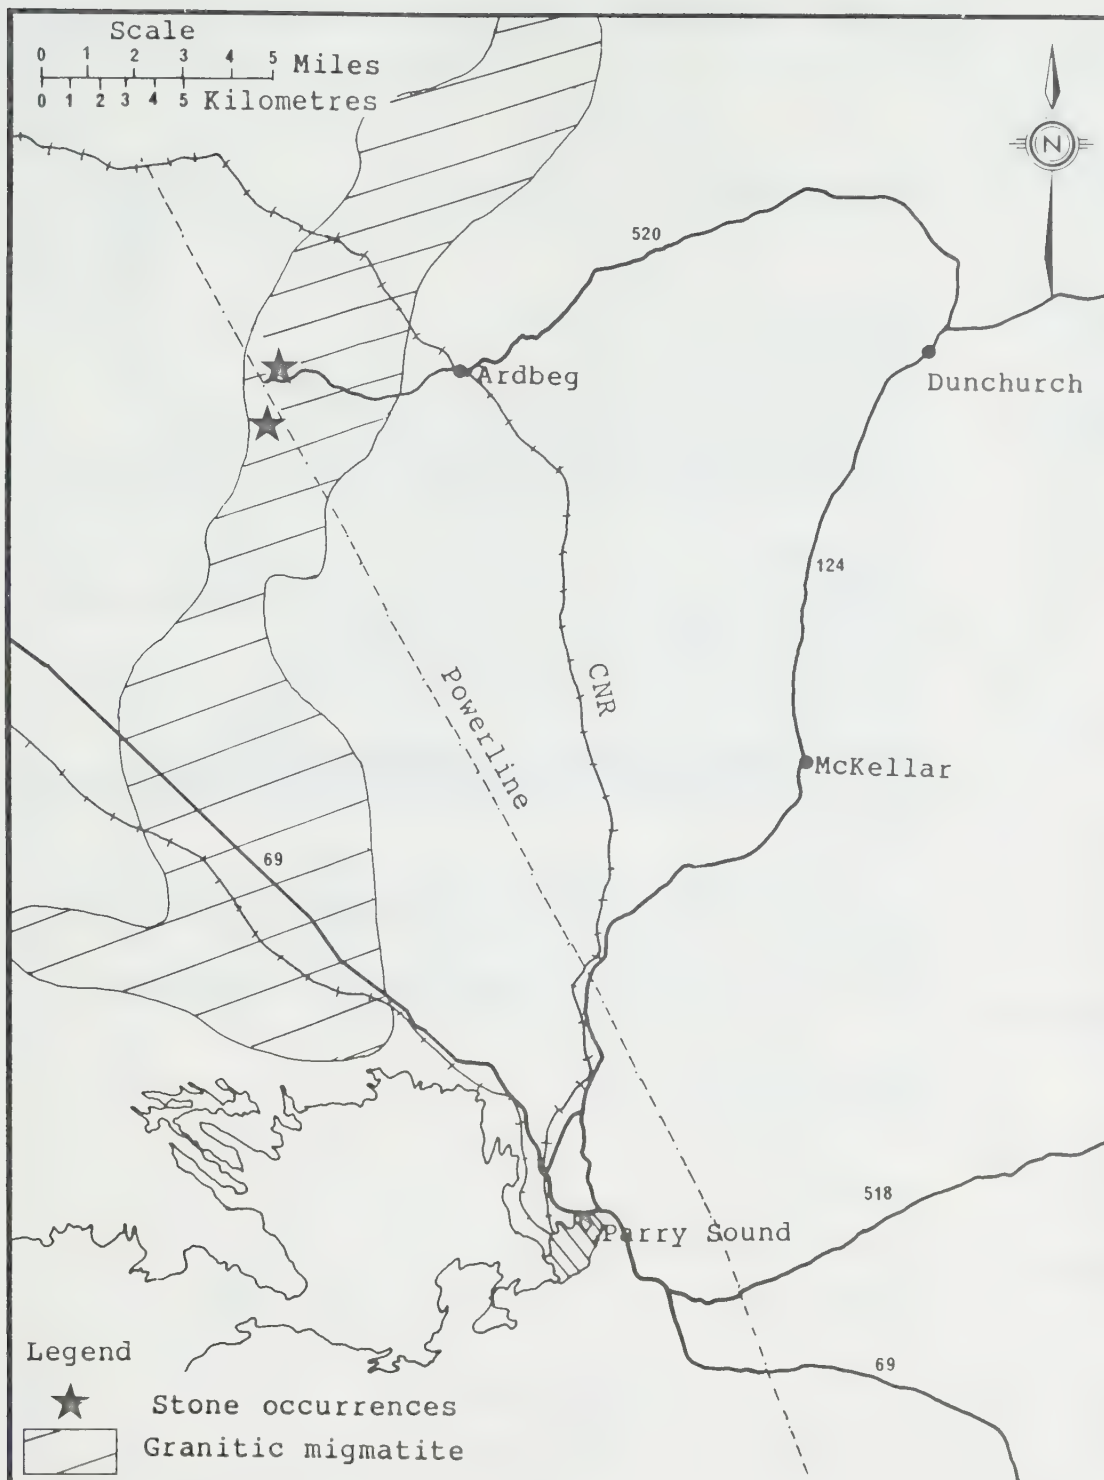 Scale
0 1 2 3 4 5 Miles
0 1 2 3 4 5 Kilometres
N
520
Ardbeg
Dunchurch
124
CNR
Powerline
McKellar
69
518
Parry Sound
69
Legend
Stone occurrences
Granitic migmatite